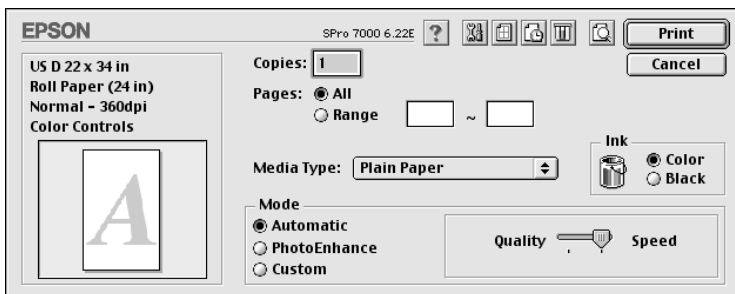 EPSON
SPro 7000 6.22E
?
Print
US D 22 x 34 in
Roll Paper (24 in)
Normal - 360dpi
Color Controls
A
Copies: 1
Cancel
Pages: All
Range ~
Media Type: Plain Paper
Ink
Color
Black
Mode
Automatic
PhotoEnhance
Custom
Quality Speed